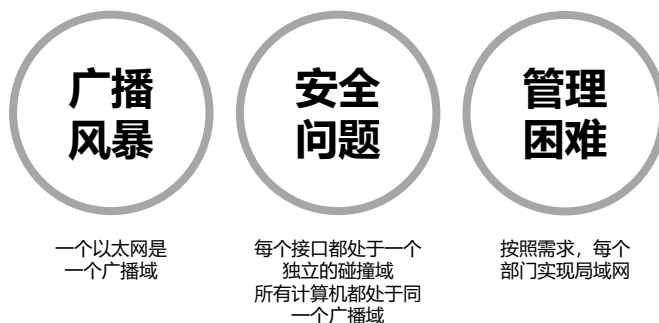 广播
风暴
安全
问题
管理
困难
一个以太网是
一个广播域
每个接口都处于一个
独立的碰撞域
所有计算机都处于同
一个广播域
按照需求，每个
部门实现局域网